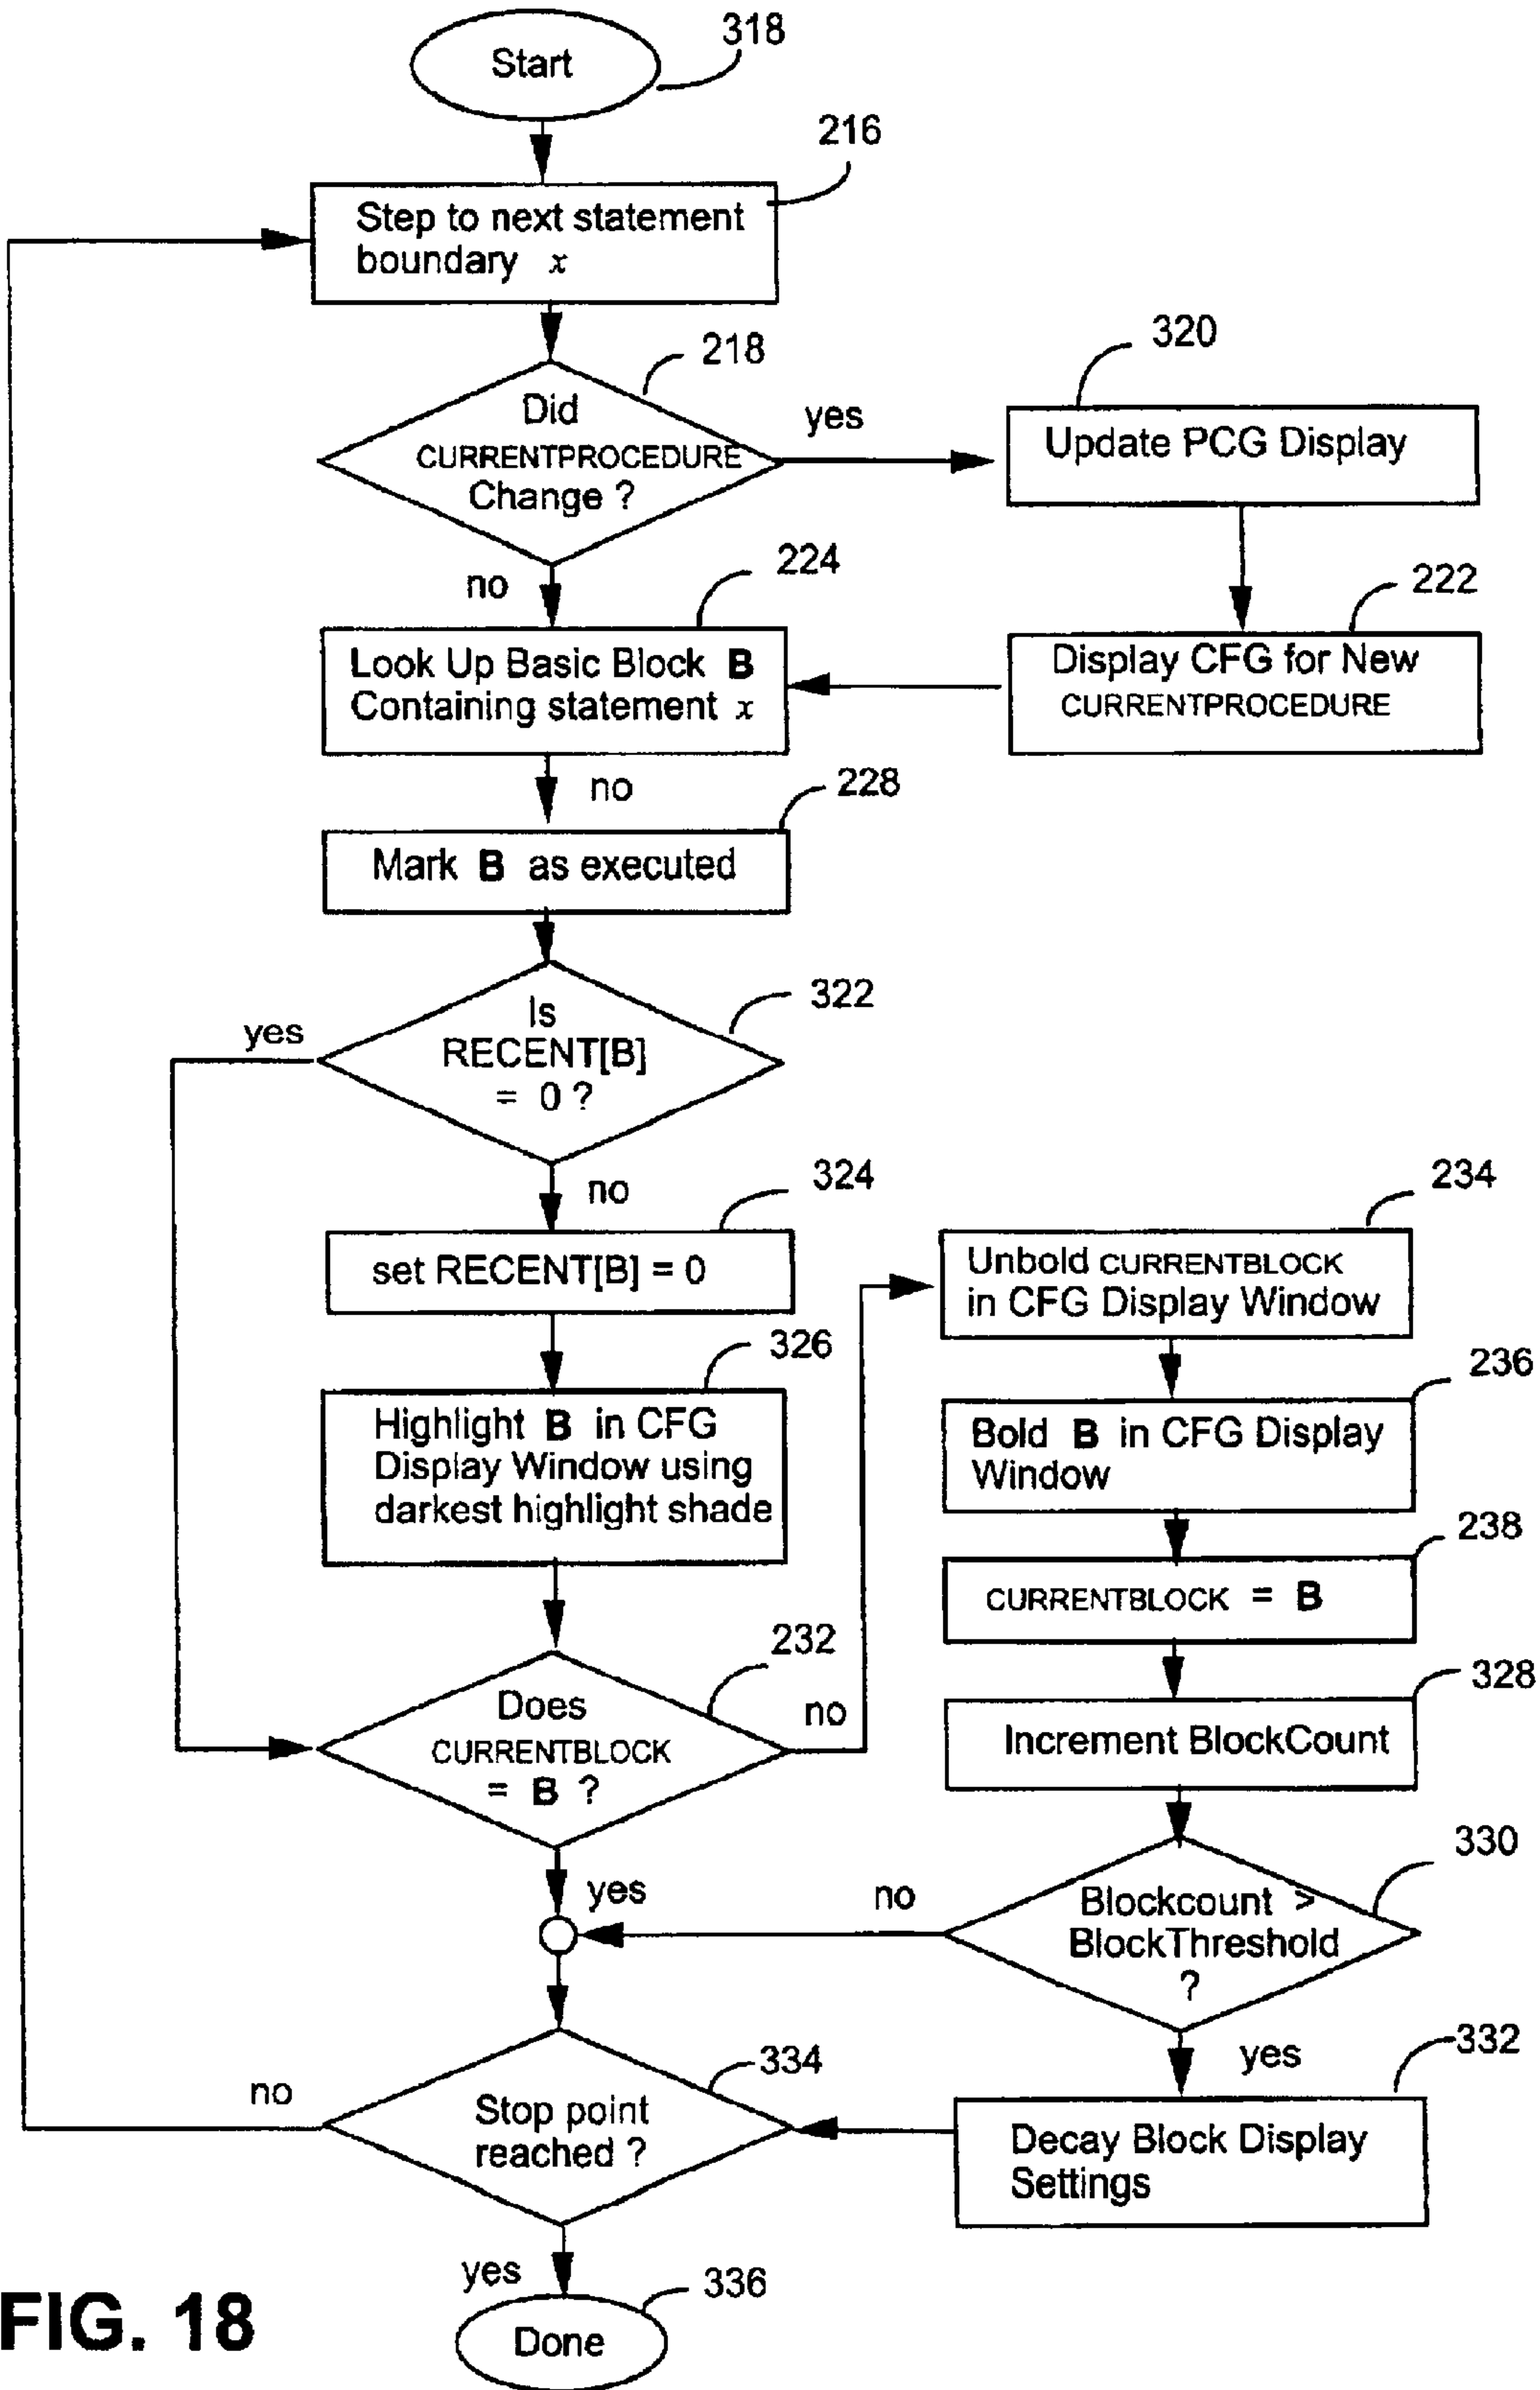 Start
318
216
Step to next statement
boundary x
218
Did
CURRENTPROCEDURE
Change ?
yes
320
Update PCG Display
no
224
222
Look Up Basic Block B
Containing statement x
Display CFG for New
CURRENTPROCEDURE
no
228
Mark B as executed
322
Is
RECENT[B]
= 0 ?
yes
no
324
set RECENT[B] = 0
234
Unbold CURRENTBLOCK
in CFG Display Window
326
Highlight B in CFG
Display Window using
darkest highlight shade
236
Bold B in CFG Display
Window
238
CURRENTBLOCK = B
232
Does
CURRENTBLOCK
= B ?
no
328
Increment BlockCount
yes
330
Blockcount >
BlockThreshold
?
no
yes
332
Decay Block Display
Settings
334
Stop point
reached ?
no
yes
336
Done
FIG. 18